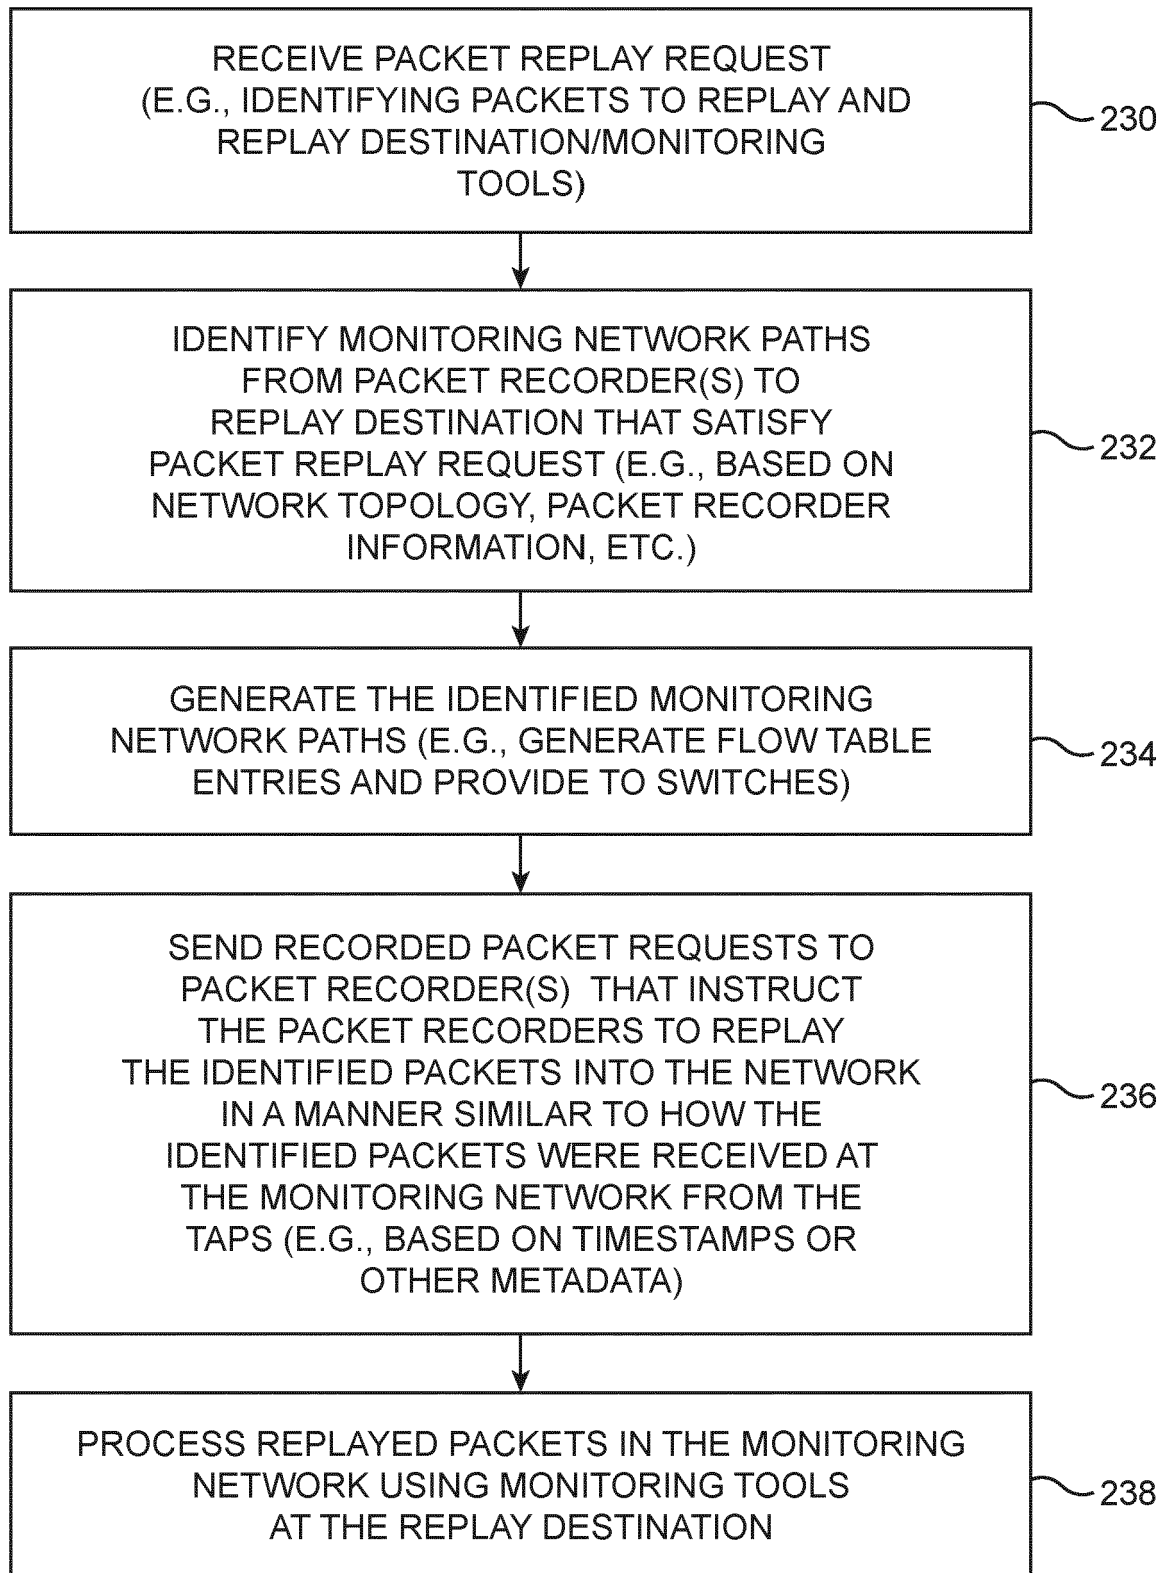 RECEIVE PACKET REPLAY REQUEST
(E.G., IDENTIFYING PACKETS TO REPLAY AND
REPLAY DESTINATION/MONITORING
TOOLS)
230
IDENTIFY MONITORING NETWORK PATHS
FROM PACKET RECORDER(S) TO
REPLAY DESTINATION THAT SATISFY
PACKET REPLAY REQUEST (E.G., BASED ON
NETWORK TOPOLOGY, PACKET RECORDER
INFORMATION, ETC.)
232
GENERATE THE IDENTIFIED MONITORING
NETWORK PATHS (E.G., GENERATE FLOW TABLE
ENTRIES AND PROVIDE TO SWITCHES)
234
SEND RECORDED PACKET REQUESTS TO
PACKET RECORDER(S) THAT INSTRUCT
THE PACKET RECORDERS TO REPLAY
THE IDENTIFIED PACKETS INTO THE NETWORK
IN A MANNER SIMILAR TO HOW THE
IDENTIFIED PACKETS WERE RECEIVED AT
THE MONITORING NETWORK FROM THE
TAPS (E.G., BASED ON TIMESTAMPS OR
OTHER METADATA)
236
PROCESS REPLAYED PACKETS IN THE MONITORING
NETWORK USING MONITORING TOOLS
AT THE REPLAY DESTINATION
238